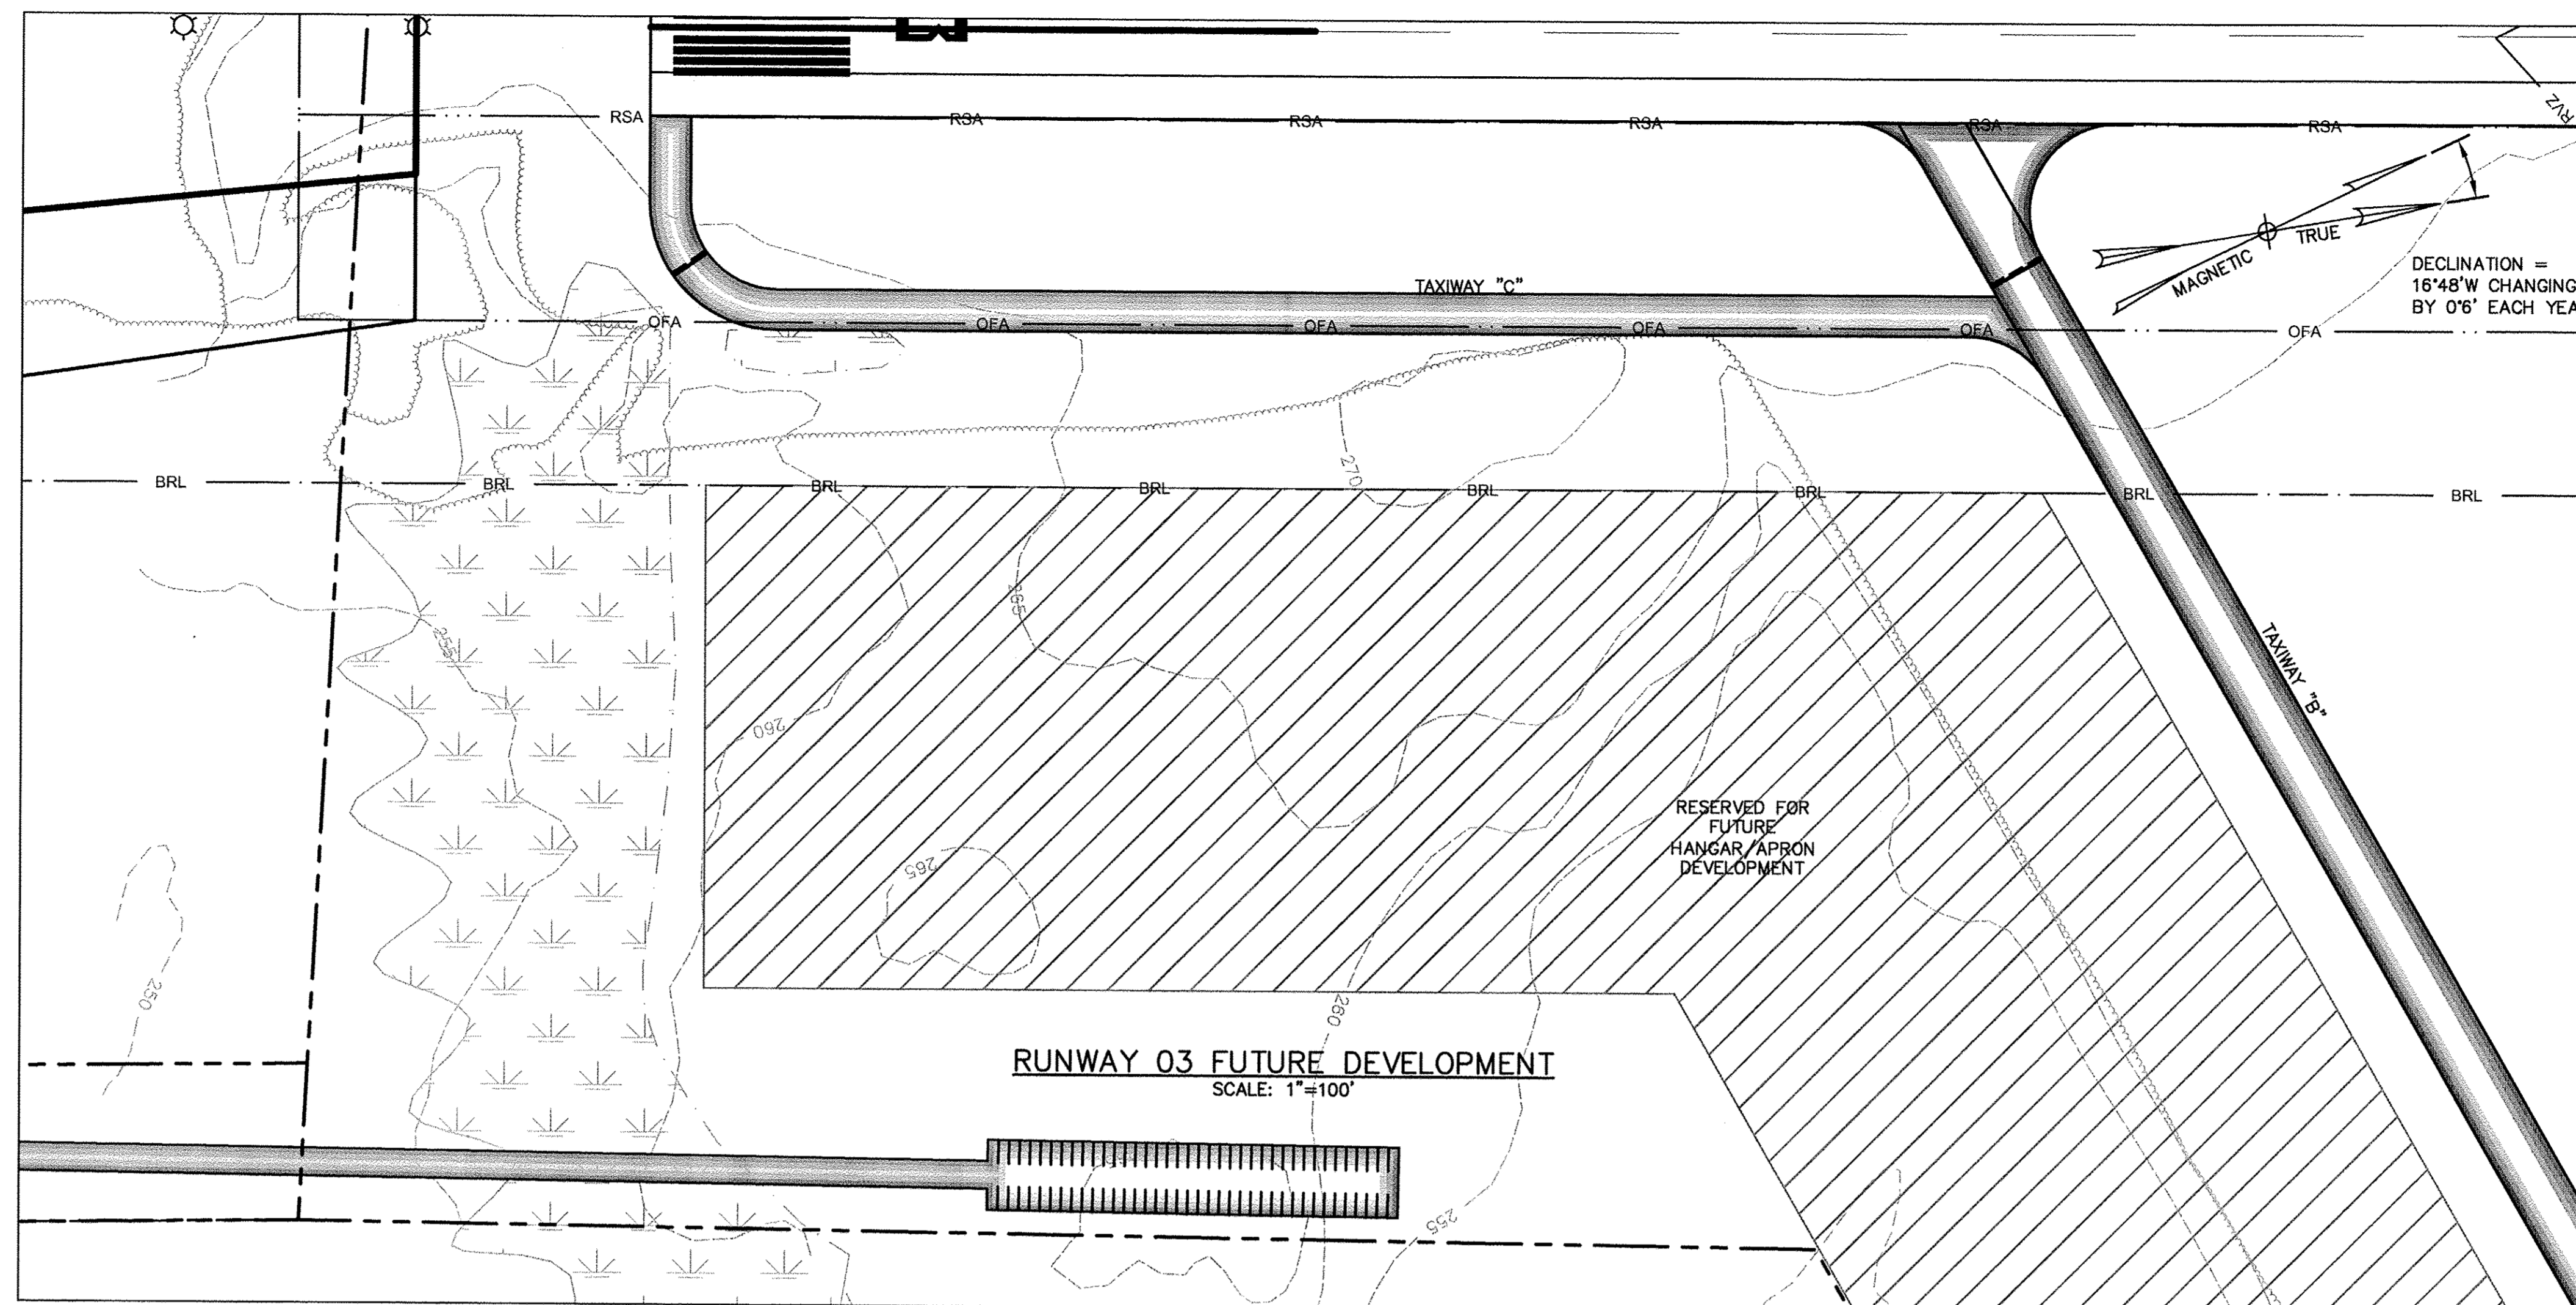 RSA RSA RSA RSA RSA RSA
RVZ
TRUE
MAGNETIC
DECLINATION =
16°48'W CHANGING
BY 0°6' EACH YEA
TAXIWAY "C"
OFA OFA OFA OFA OFA OFA
270
BRL BRL BRL BRL BRL BRL BRL BRL
265
255
TAXIWAY "B"
260
RESERVED FOR
FUTURE
HANGAR/APRON
DEVELOPMENT
265
250
260
RUNWAY 03 FUTURE DEVELOPMENT
SCALE: 1"=100'
255